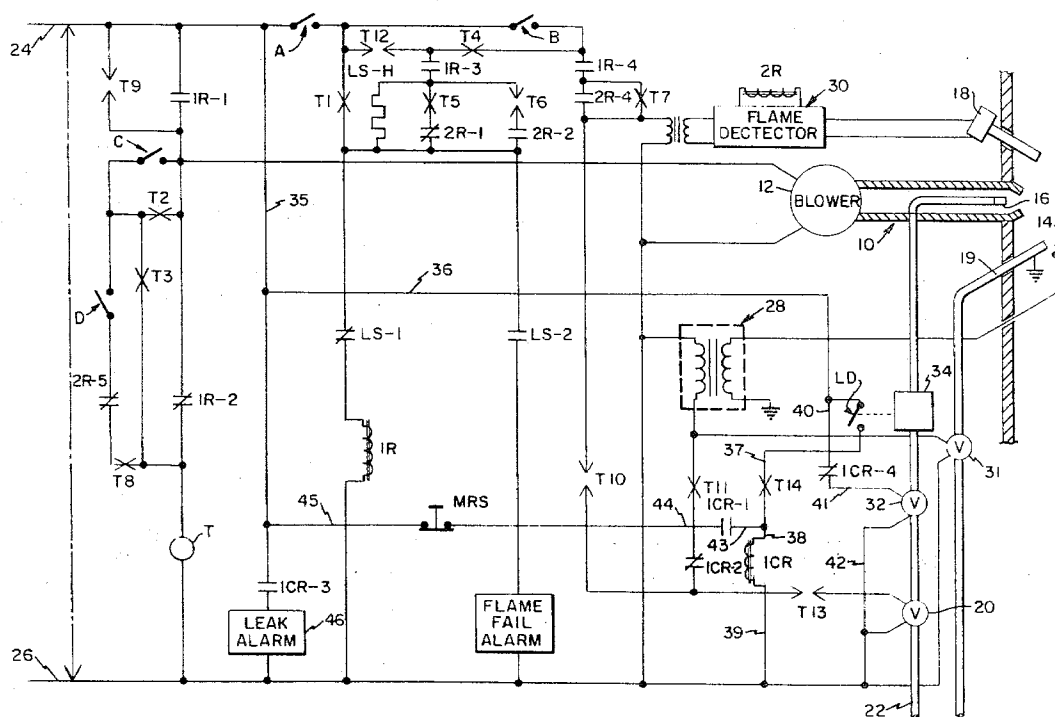 24
A
T12
T4
B
LS-H
1R-3
1R-4
2R
30
18
T9
1R-1
T1
T5
T6
2R-4
T7
FLAME
DECTECTOR
2R-1
2R-2
C
12
BLOWER
16
T2
35
10
14
T3
36
19
D
28
LS-1
LS-2
LD
34
40
2R-5
1R-2
1R
37
31
T8
T10
T11
T14
1CR-4
41
32
45
MRS
44
1CR-1
43
38
T
1CR-2
1CR
42
1CR-3
T13
20
LEAK
ALARM
46
FLAME
FAIL
ALARM
39
26
22
V
V
V